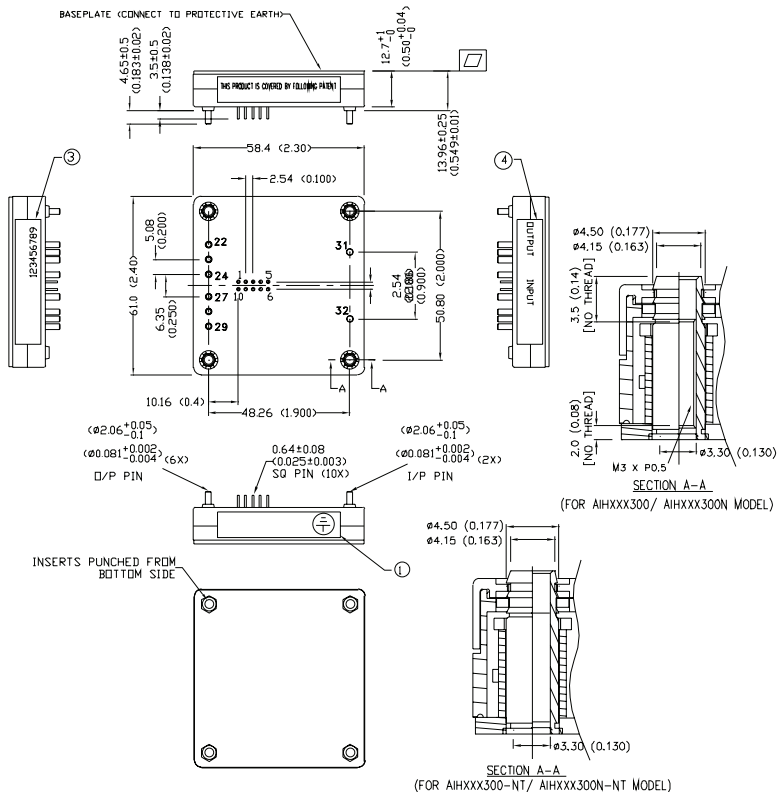 BASEPLATE (CONNECT TO PROTECTIVE EARTH)
4.65±0.5
(0.183±0.02)
3.5±0.5
(0.138±0.02)
12.7+1 -0
(0.50+0.04 -0)
THIS PRODUCT IS COVERED BY FOLLOWING PATENT
13.96±0.25
(0.549±0.01)
58.4 (2.30)
2.54 (0.100)
3
4
123456789
OUTPUT INPUT
61.0 (2.40)
5.08
(0.200)
6.35
(0.250)
22
24
27
29
1
5
10
6
31
32
2.54
(0.900)
50.80 (2.000)
A
A
10.16 (0.4)
48.26 (1.900)
ø4.50 (0.177)
ø4.15 (0.163)
3.5 (0.14)
[NO THREAD]
2.0 (0.08)
[NO THREAD]
ø3.30 (0.130)
M3 x P0.5
SECTION A-A
(FOR AIHXXX300/ AIHXXX300N MODEL)
(ø2.06+0.05 -0.1)
(ø0.081+0.002 -0.004) (6X)
O/P PIN
0.64±0.08
(0.025±0.003)
SQ PIN (10X)
(ø2.06+0.05 -0.1)
(ø0.081+0.002 -0.004) (2X)
I/P PIN
1
INSERTS PUNCHED FROM
BOTTOM SIDE
ø4.50 (0.177)
ø4.15 (0.163)
ø3.30 (0.130)
SECTION A-A
(FOR AIHXXX300-NT/ AIHXXX300N-NT MODEL)